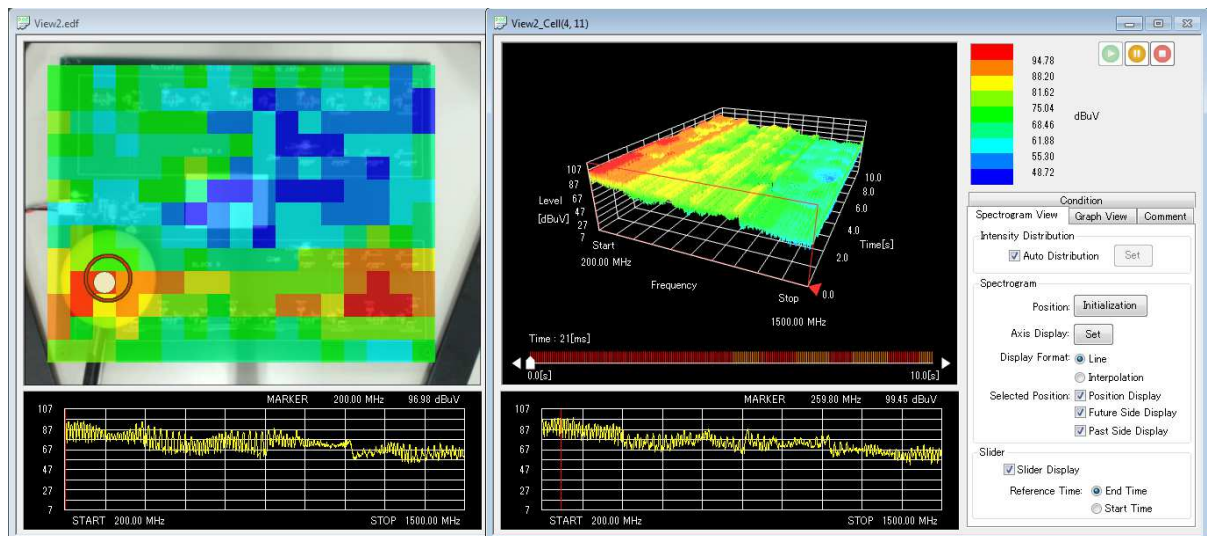 View2.edf
MARKER 200.00 MHz 96.98 dBuV
107
87
67
47
27
7
START 200.00 MHz STOP 1500.00 MHz
View2_Cell(4, 11)
107
87
Level 67
[dBuV] 47
27
7
Start
200.00 MHz
Frequency
Stop
1500.00 MHz
0.0
2.0
4.0
6.0
8.0
10.0
Time[s]
Time : 21[ms]
0.0[s] 10.0[s]
MARKER 259.80 MHz 99.45 dBuV
107
87
67
47
27
7
START 200.00 MHz STOP 1500.00 MHz
94.78
88.20
81.62
75.04
68.46
61.88
55.30
48.72
dBuV
Condition
Spectrogram View Graph View Comment
Intensity Distribution
Auto Distribution Set
Spectrogram
Position: Initialization
Axis Display: Set
Display Format: Line
Interpolation
Selected Position: Position Display
Future Side Display
Past Side Display
Slider
Slider Display
Reference Time: End Time
Start Time